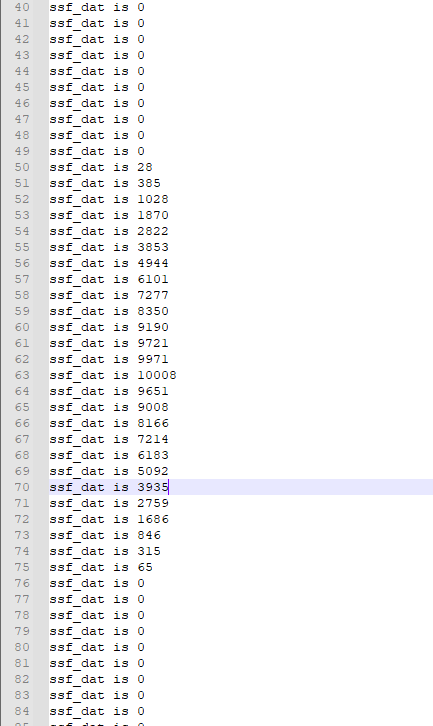 40 ssf_dat is 0
41 ssf_dat is 0
42 ssf_dat is 0
43 ssf_dat is 0
44 ssf_dat is 0
45 ssf_dat is 0
46 ssf_dat is 0
47 ssf_dat is 0
48 ssf_dat is 0
49 ssf_dat is 0
50 ssf_dat is 28
51 ssf_dat is 385
52 ssf_dat is 1028
53 ssf_dat is 1870
54 ssf_dat is 2822
55 ssf_dat is 3853
56 ssf_dat is 4944
57 ssf_dat is 6101
58 ssf_dat is 7277
59 ssf_dat is 8350
60 ssf_dat is 9190
61 ssf_dat is 9721
62 ssf_dat is 9971
63 ssf_dat is 10008
64 ssf_dat is 9651
65 ssf_dat is 9008
66 ssf_dat is 8166
67 ssf_dat is 7214
68 ssf_dat is 6183
69 ssf_dat is 5092
70 ssf_dat is 3935
71 ssf_dat is 2759
72 ssf_dat is 1686
73 ssf_dat is 846
74 ssf_dat is 315
75 ssf_dat is 65
76 ssf_dat is 0
77 ssf_dat is 0
78 ssf_dat is 0
79 ssf_dat is 0
80 ssf_dat is 0
81 ssf_dat is 0
82 ssf_dat is 0
83 ssf_dat is 0
84 ssf_dat is 0